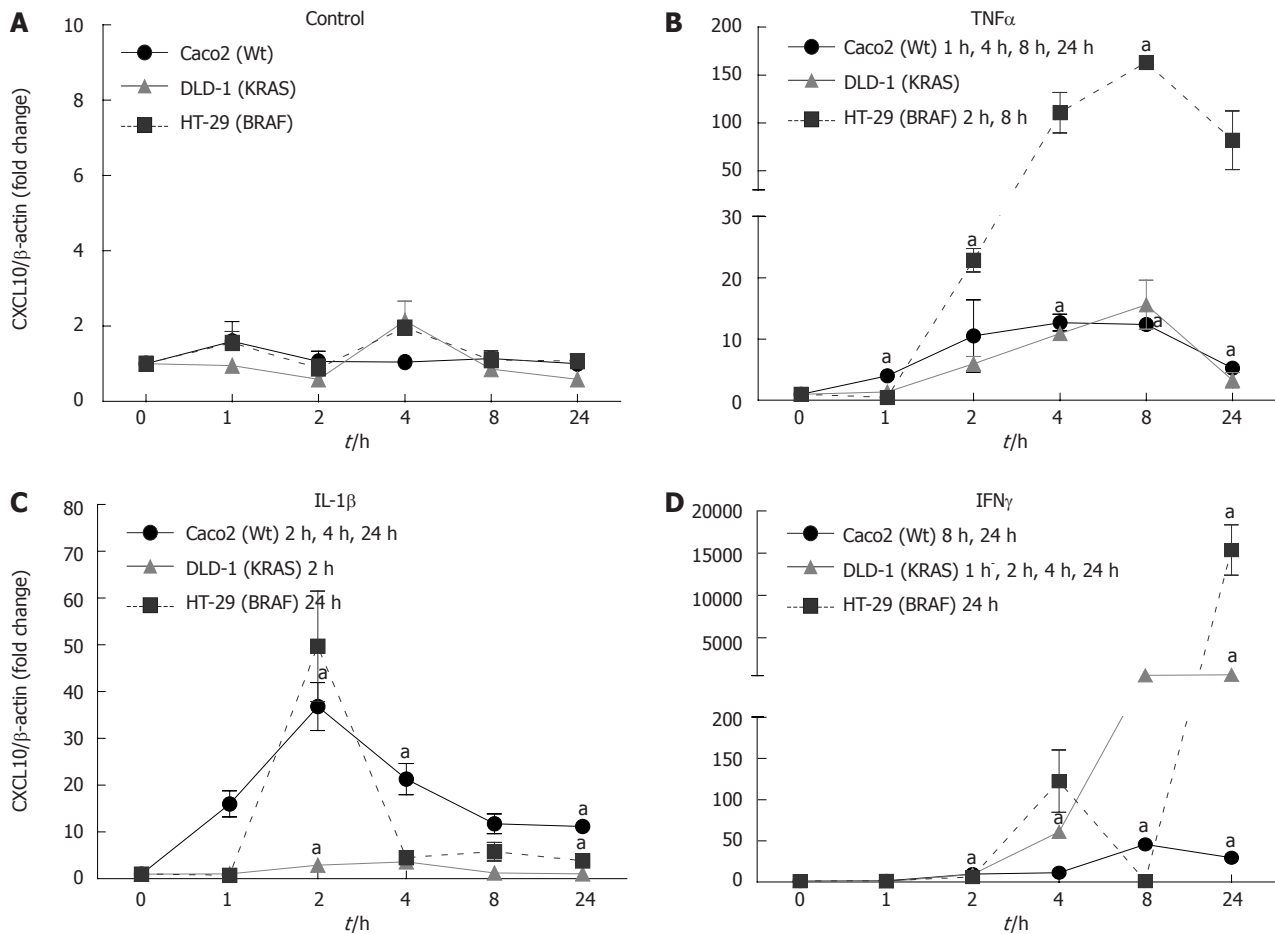 A
Control
Caco2 (Wt)
DLD-1 (KRAS)
HT-29 (BRAF)
CXCL10/β-actin (fold change)
10
8
6
4
2
0
0 1 2 4 8 24
t/h
B
TNFα
Caco2 (Wt) 1 h, 4 h, 8 h, 24 h
DLD-1 (KRAS)
HT-29 (BRAF) 2 h, 8 h
200
150
100
50
30
20
10
0
a
a
a
a
a
a
0 1 2 4 8 24
t/h
C
IL-1β
Caco2 (Wt) 2 h, 4 h, 24 h
DLD-1 (KRAS) 2 h
HT-29 (BRAF) 24 h
CXCL10/β-actin (fold change)
80
70
60
50
40
30
20
10
0
a
a
a
a
a
0 1 2 4 8 24
t/h
D
IFNγ
Caco2 (Wt) 8 h, 24 h
DLD-1 (KRAS) 1 h-, 2 h, 4 h, 24 h
HT-29 (BRAF) 24 h
20000
15000
10000
5000
200
150
100
50
0
a
a
a
a
a
a
0 1 2 4 8 24
t/h